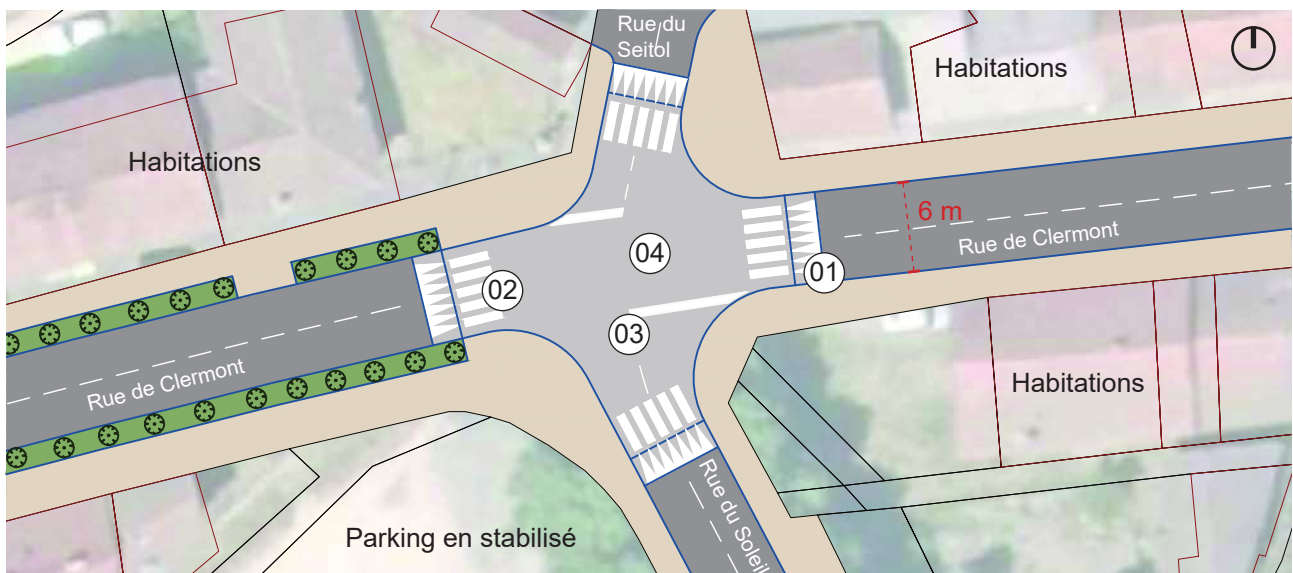 Rue du
Seitol
Habitations
Habitations
6 m
Rue de Clermont
04
01
02
03
Rue de Clermont
Habitations
Rue du Soleil
Parking en stabilisé